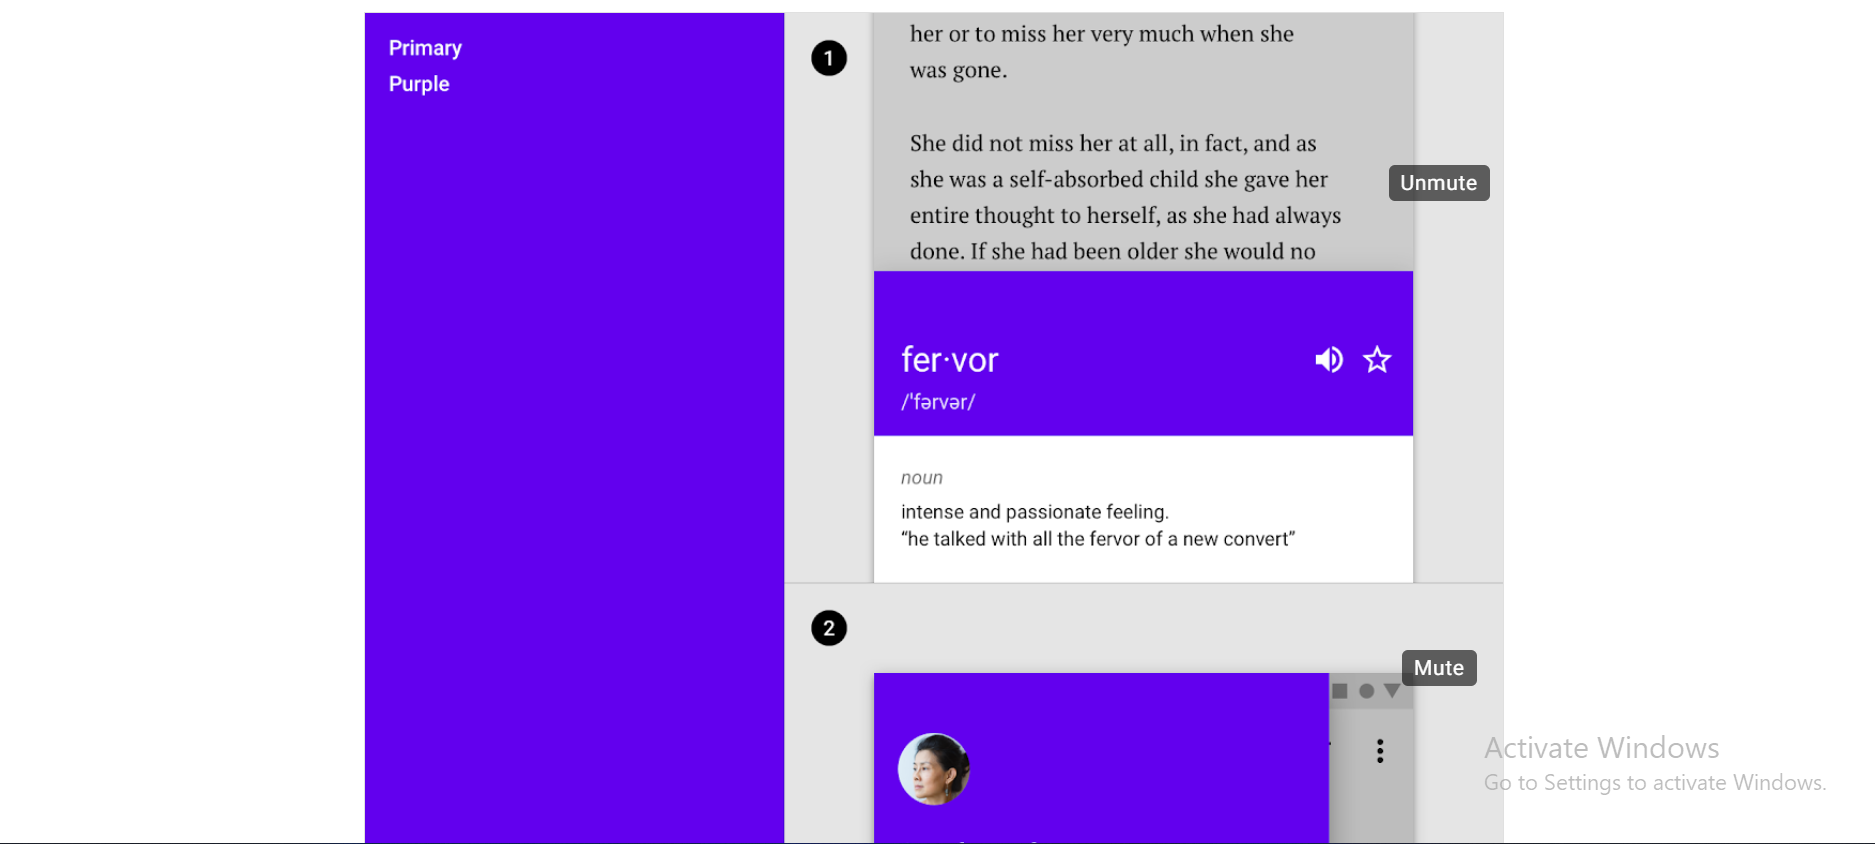 Primary
Purple
1
her or to miss her very much when she
was gone.
She did not miss her at all, in fact, and as
she was a self-absorbed child she gave her
entire thought to herself, as she had always
done. If she had been older she would no
Unmute
fer·vor
/ˈfərvər/
noun
intense and passionate feeling.
“he talked with all the fervor of a new convert”
2
Mute
Activate Windows
Go to Settings to activate Windows.